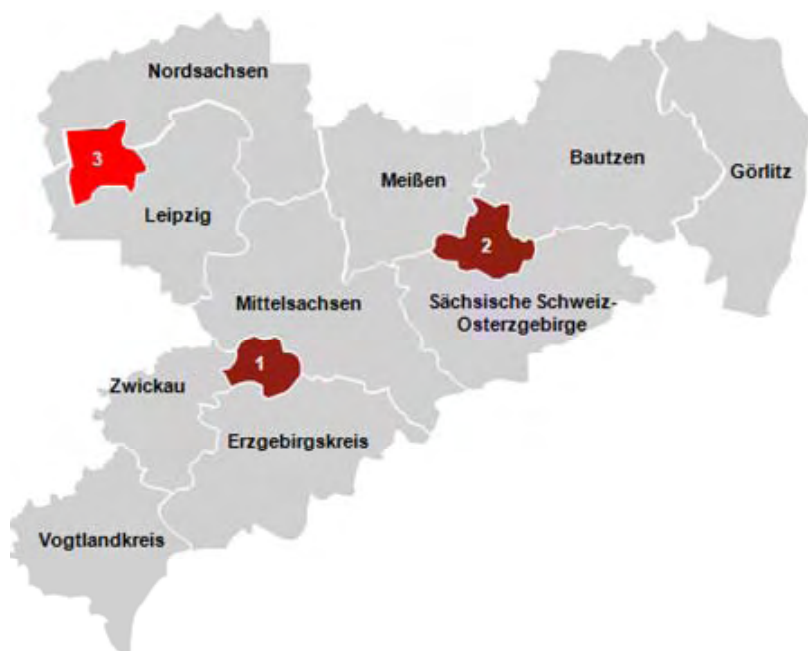 Nordsachsen
3
Leipzig
Meißen
Bautzen
Görlitz
2
Sächsische Schweiz-
Osterzgebirge
Mittelsachsen
1
Zwickau
Erzgebirgskreis
Vogtlandkreis